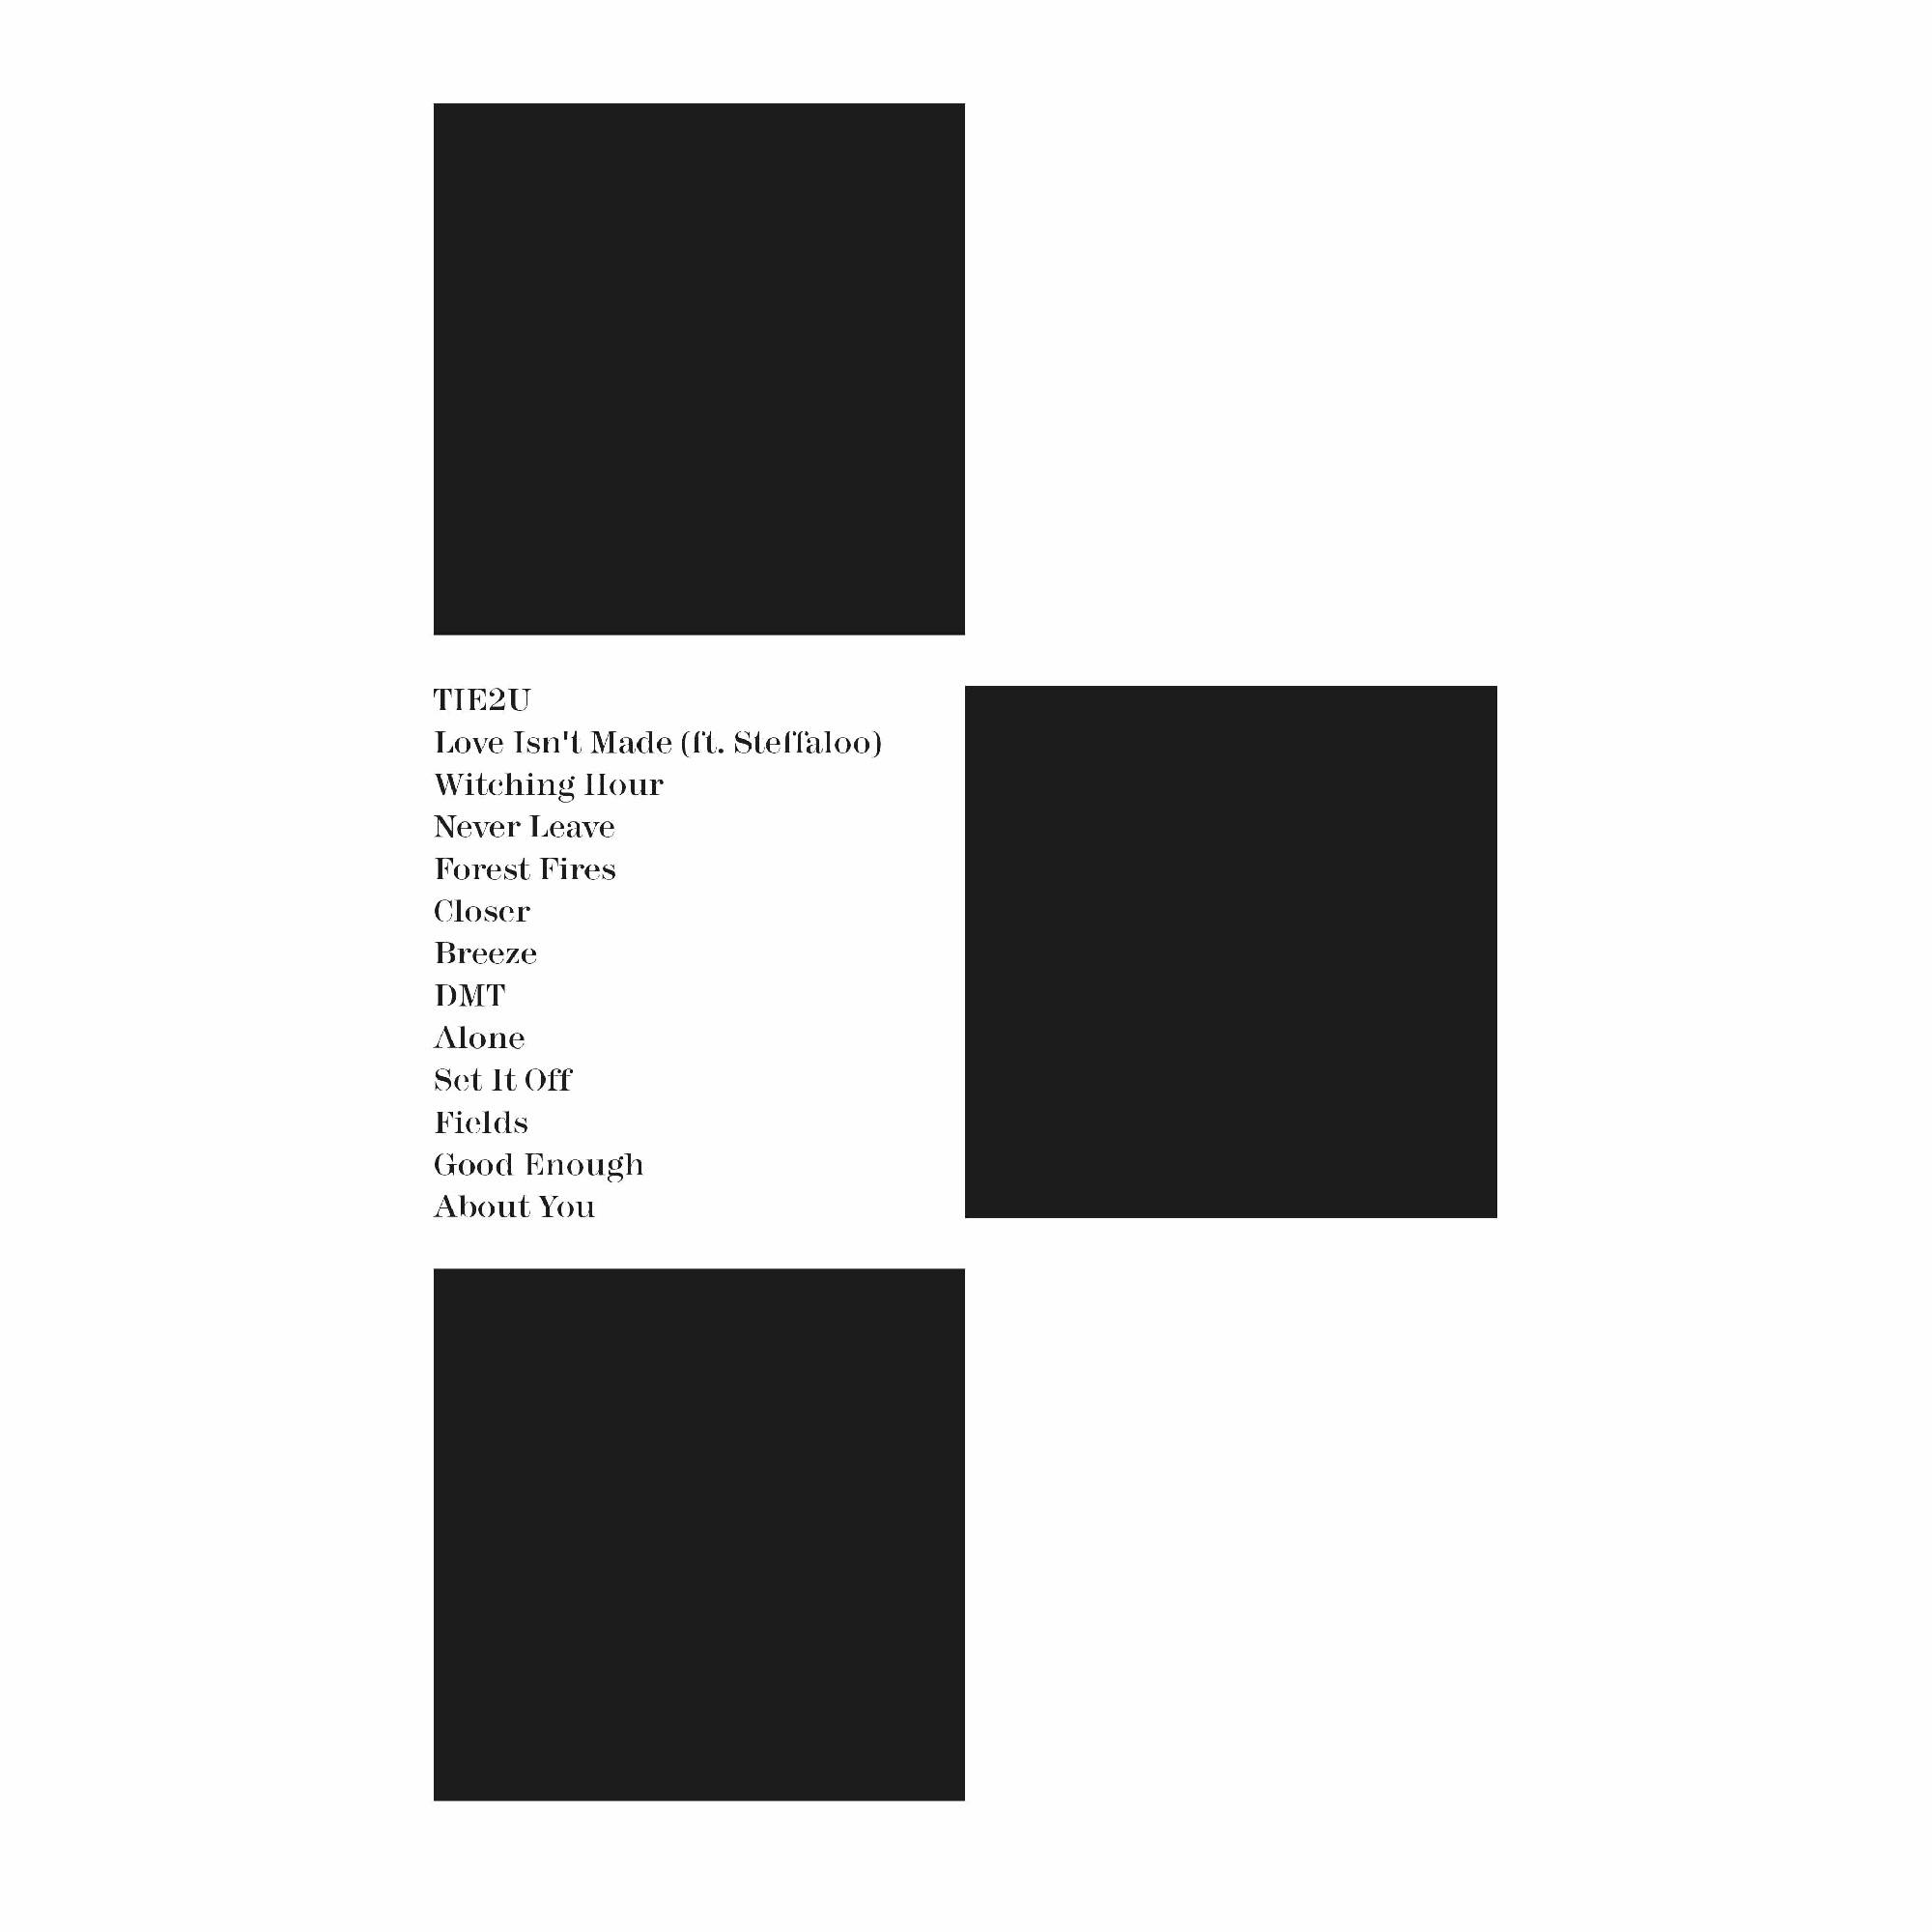 TIE2U
Love Isn't Made (ft. Steffaloo)
Witching Hour
Never Leave
Forest Fires
Closer
Breeze
DMT
Alone
Set It Off
Fields
Good Enough
About You